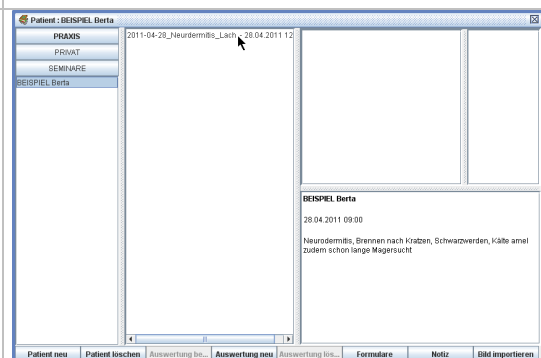 Patient : BEISPIEL Berta
PRAXIS
PRIVAT
SEMINARE
BEISPIEL Berta
2011-04-28_Neurdermitis_Lach - 28.04.2011 12
BEISPIEL Berta
28.04.2011 09:00
Neurodermitis, Brennen nach Kratzen, Schwarzwerden, Kälte amel
zudem schon lange Magersucht
Patient neu Patient löschen Auswertung be... Auswertung neu Auswertung lös... Formulare Notiz Bild importieren